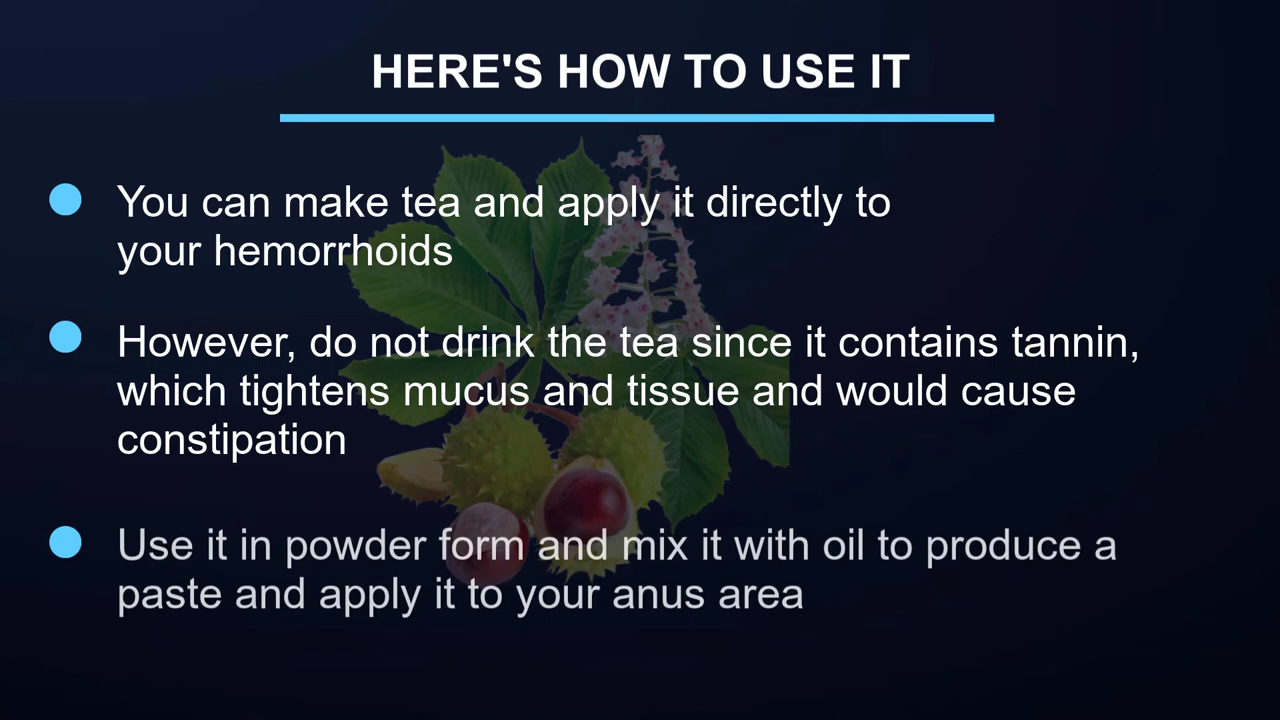 HERE'S HOW TO USE IT
You can make tea and apply it directly to
your hemorrhoids
However, do not drink the tea since it contains tannin,
which tightens mucus and tissue and would cause
constipation
Use it in powder form and mix it with oil to produce a
paste and apply it to your anus area